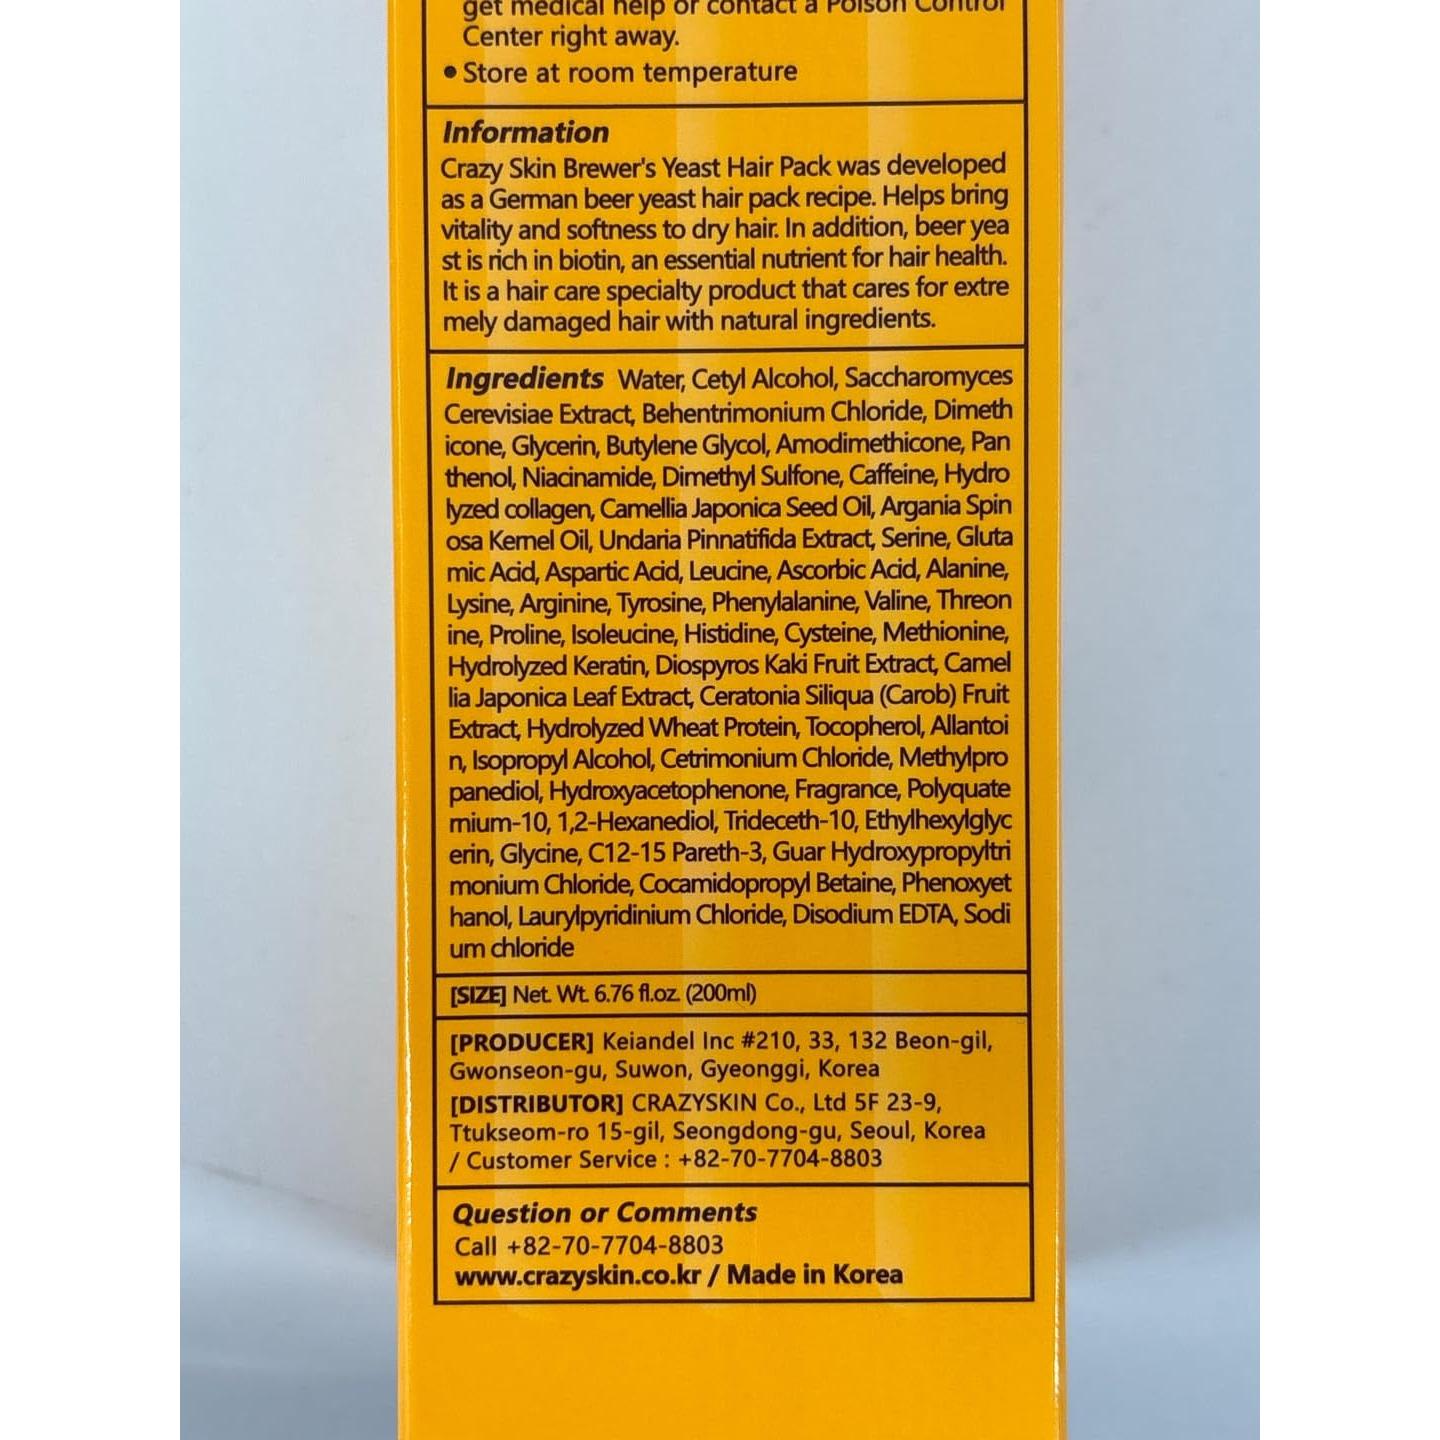 get medical help or contact a Poison Control
Center right away.
• Store at room temperature
Information
Crazy Skin Brewer's Yeast Hair Pack was developed
as a German beer yeast hair pack recipe. Helps bring
vitality and softness to dry hair. In addition, beer yea
st is rich in biotin, an essential nutrient for hair health.
It is a hair care specialty product that cares for extre
mely damaged hair with natural ingredients.
Ingredients Water, Cetyl Alcohol, Saccharomyces
Cerevisiae Extract, Behentrimonium Chloride, Dimeth
icone, Glycerin, Butylene Glycol, Amodimethicone, Pan
thenol, Niacinamide, Dimethyl Sulfone, Caffeine, Hydro
lyzed collagen, Camellia Japonica Seed Oil, Argania Spin
osa Kernel Oil, Undaria Pinnatifida Extract, Serine, Gluta
mic Acid, Aspartic Acid, Leucine, Ascorbic Acid, Alanine,
Lysine, Arginine, Tyrosine, Phenylalanine, Valine, Threon
ine, Proline, Isoleucine, Histidine, Cysteine, Methionine,
Hydrolyzed Keratin, Diospyros Kaki Fruit Extract, Camel
lia Japonica Leaf Extract, Ceratonia Siliqua (Carob) Fruit
Extract, Hydrolyzed Wheat Protein, Tocopherol, Allantoi
n, Isopropyl Alcohol, Cetrimonium Chloride, Methylpro
panediol, Hydroxyacetophenone, Fragrance, Polyquate
rnium-10, 1,2-Hexanediol, Trideceth-10, Ethylhexylglyc
erin, Glycine, C12-15 Pareth-3, Guar Hydroxypropyltri
monium Chloride, Cocamidopropyl Betaine, Phenoxyet
hanol, Laurylpyridinium Chloride, Disodium EDTA, Sodi
um chloride
[SIZE] Net. Wt. 6.76 fl.oz. (200ml)
[PRODUCER] Keiandel Inc #210, 33, 132 Beon-gil,
Gwonseon-gu, Suwon, Gyeonggi, Korea
[DISTRIBUTOR] CRAZYSKIN Co., Ltd 5F 23-9,
Ttukseom-ro 15-gil, Seongdong-gu, Seoul, Korea
/ Customer Service : +82-70-7704-8803
Question or Comments
Call +82-70-7704-8803
www.crazyskin.co.kr / Made in Korea